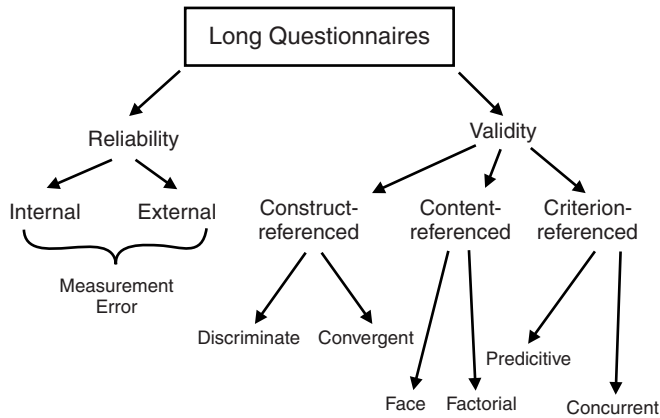 Long Questionnaires
Reliability
Validity
Internal
External
Construct-
referenced
Content-
referenced
Criterion-
referenced
Measurement
Error
Discriminate
Convergent
Predicitive
Face
Factorial
Concurrent